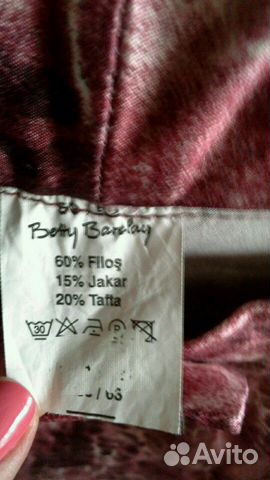 Betty Barclay
60% Filoş
15% Jakar
20% Tafta
30
P
Avito